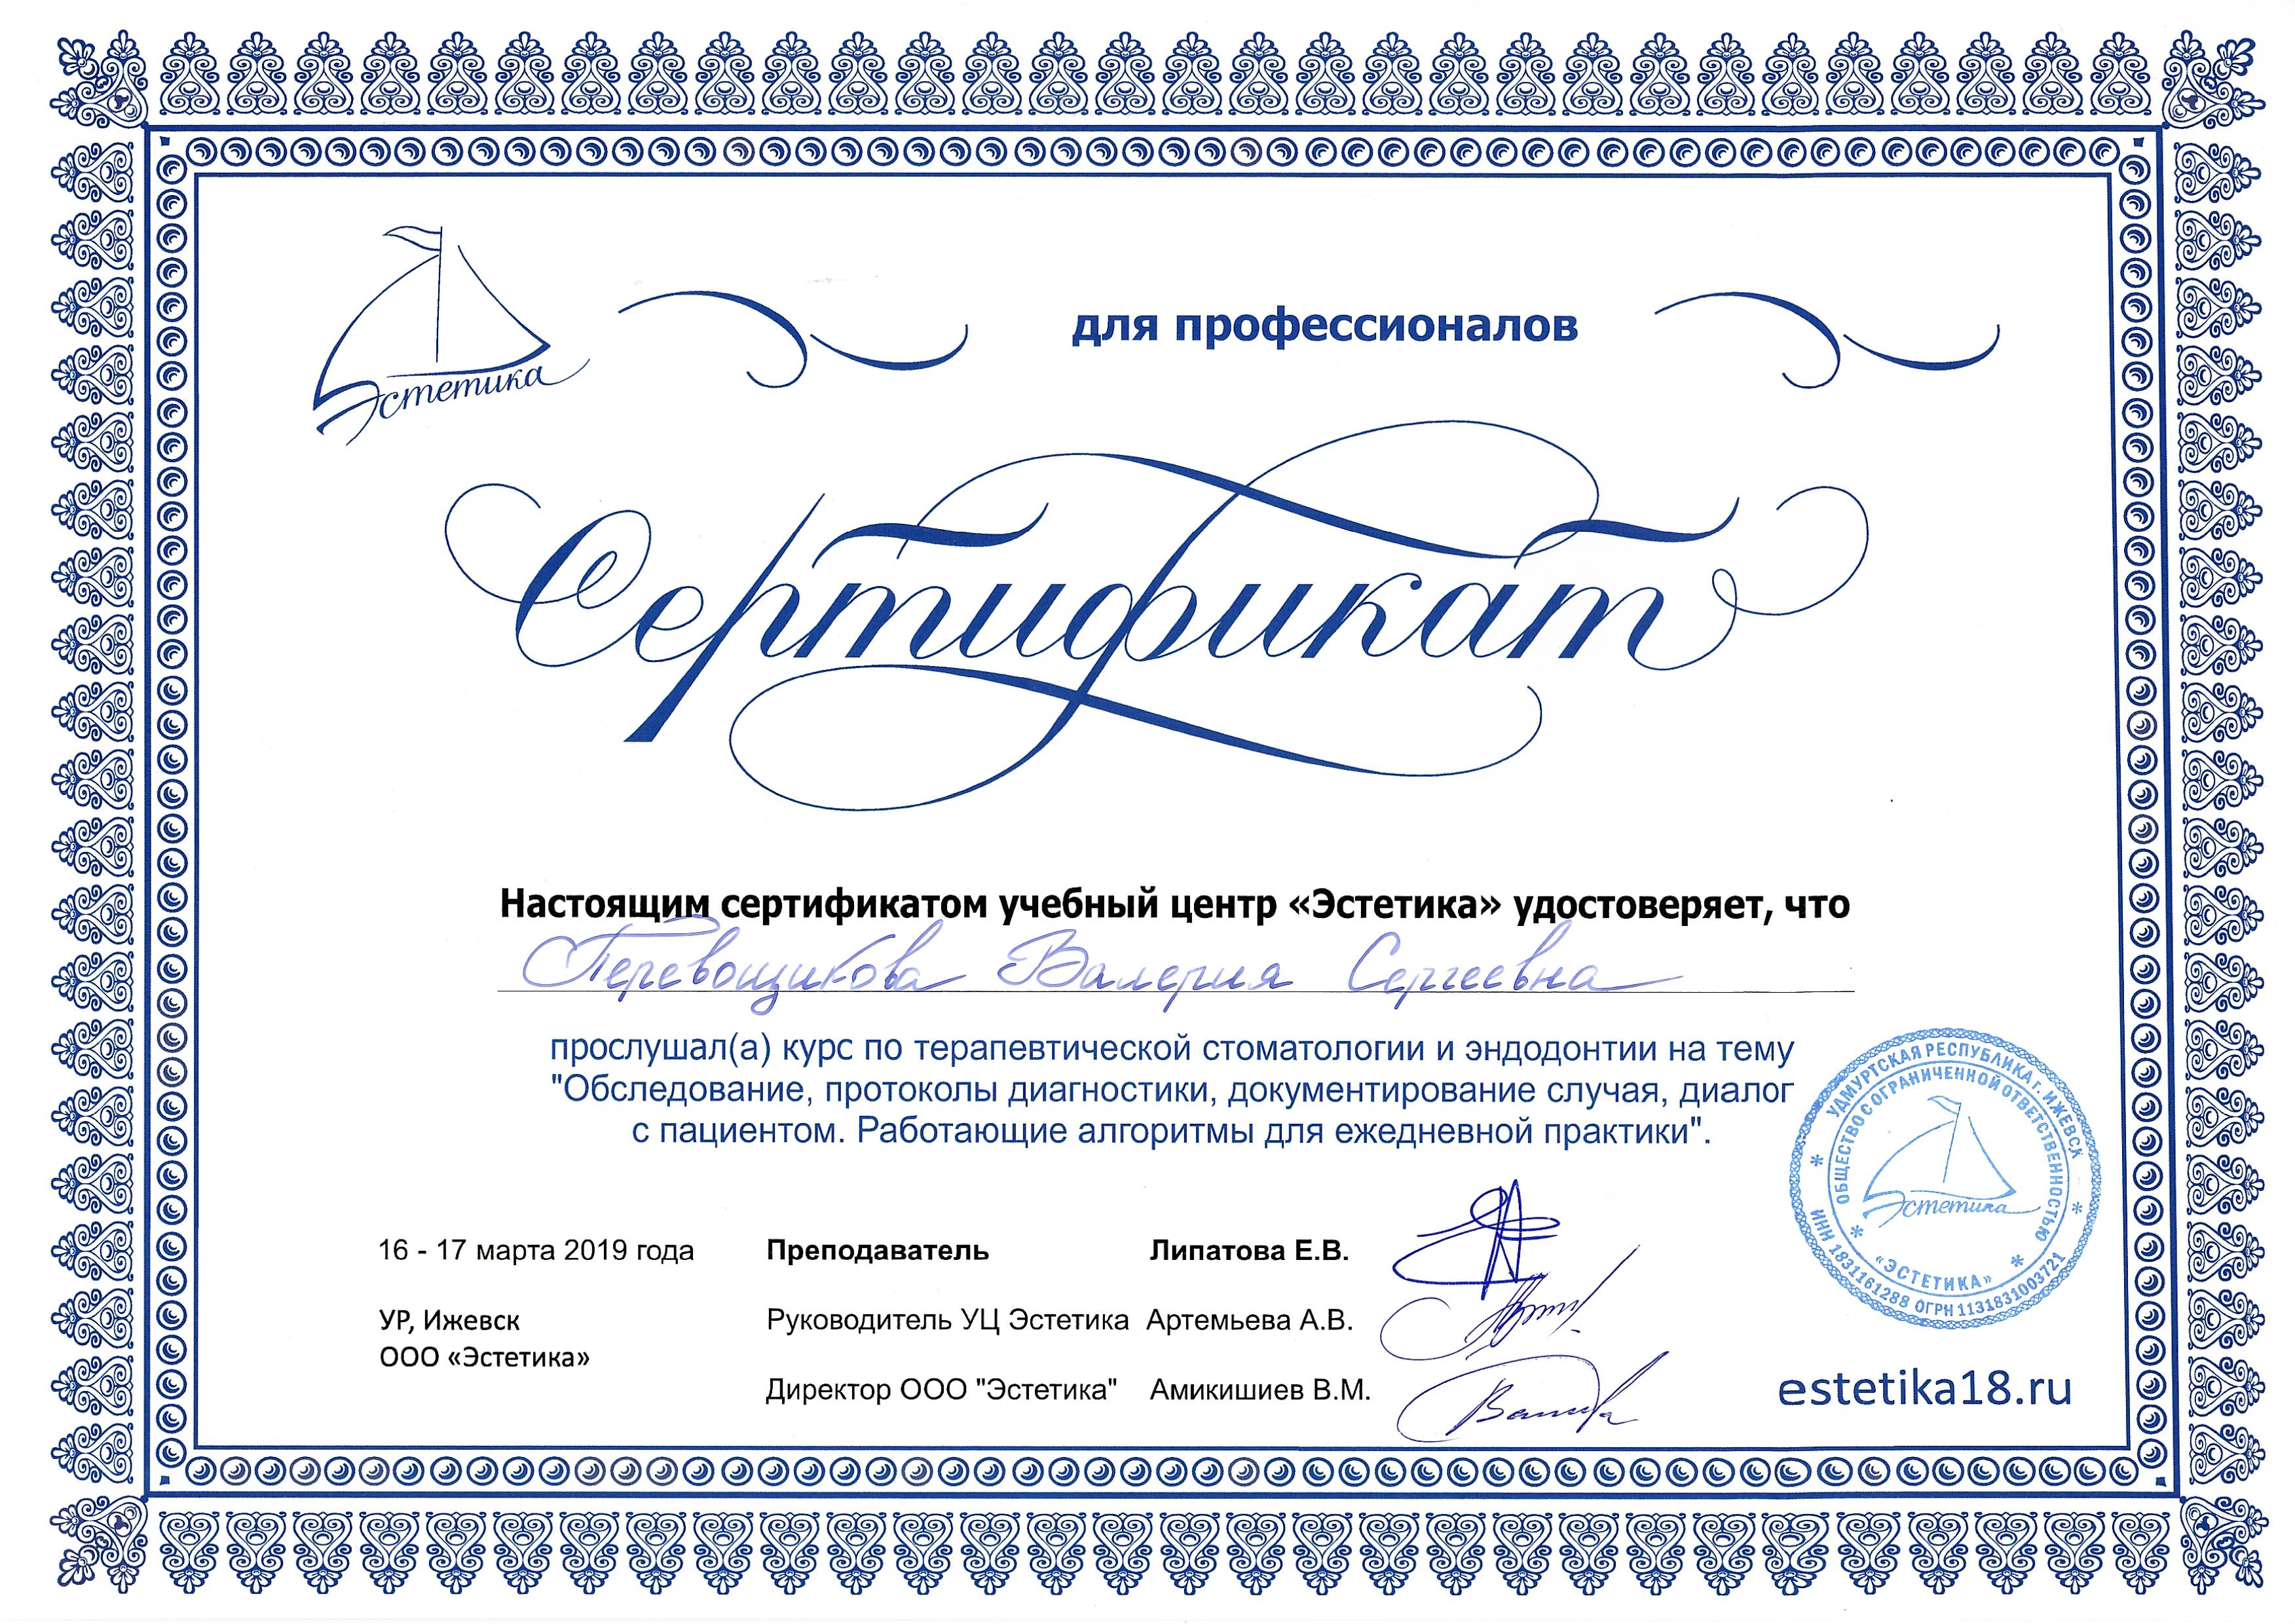 Эстетика
для профессионалов
Сертификат
Настоящим сертификатом учебный центр «Эстетика» удостоверяет, что
Перевощикова Валерия Сергеевна
прослушал(а) курс по терапевтической стоматологии и эндодонтии на тему
"Обследование, протоколы диагностики, документирование случая, диалог
с пациентом. Работающие алгоритмы для ежедневной практики".
16 - 17 марта 2019 года Преподаватель Липатова Е.В.
УР, Ижевск Руководитель УЦ Эстетика Артемьева А.В.
ООО «Эстетика»
Директор ООО "Эстетика" Амикишиев В.М.
УДМУРТСКАЯ РЕСПУБЛИКА г. ИЖЕВСК
ОБЩЕСТВО С ОГРАНИЧЕННОЙ ОТВЕТСТВЕННОСТЬЮ
Эстетика
«ЭСТЕТИКА»
ИНН 1831161288 ОГРН 1131831003721
estetika18.ru